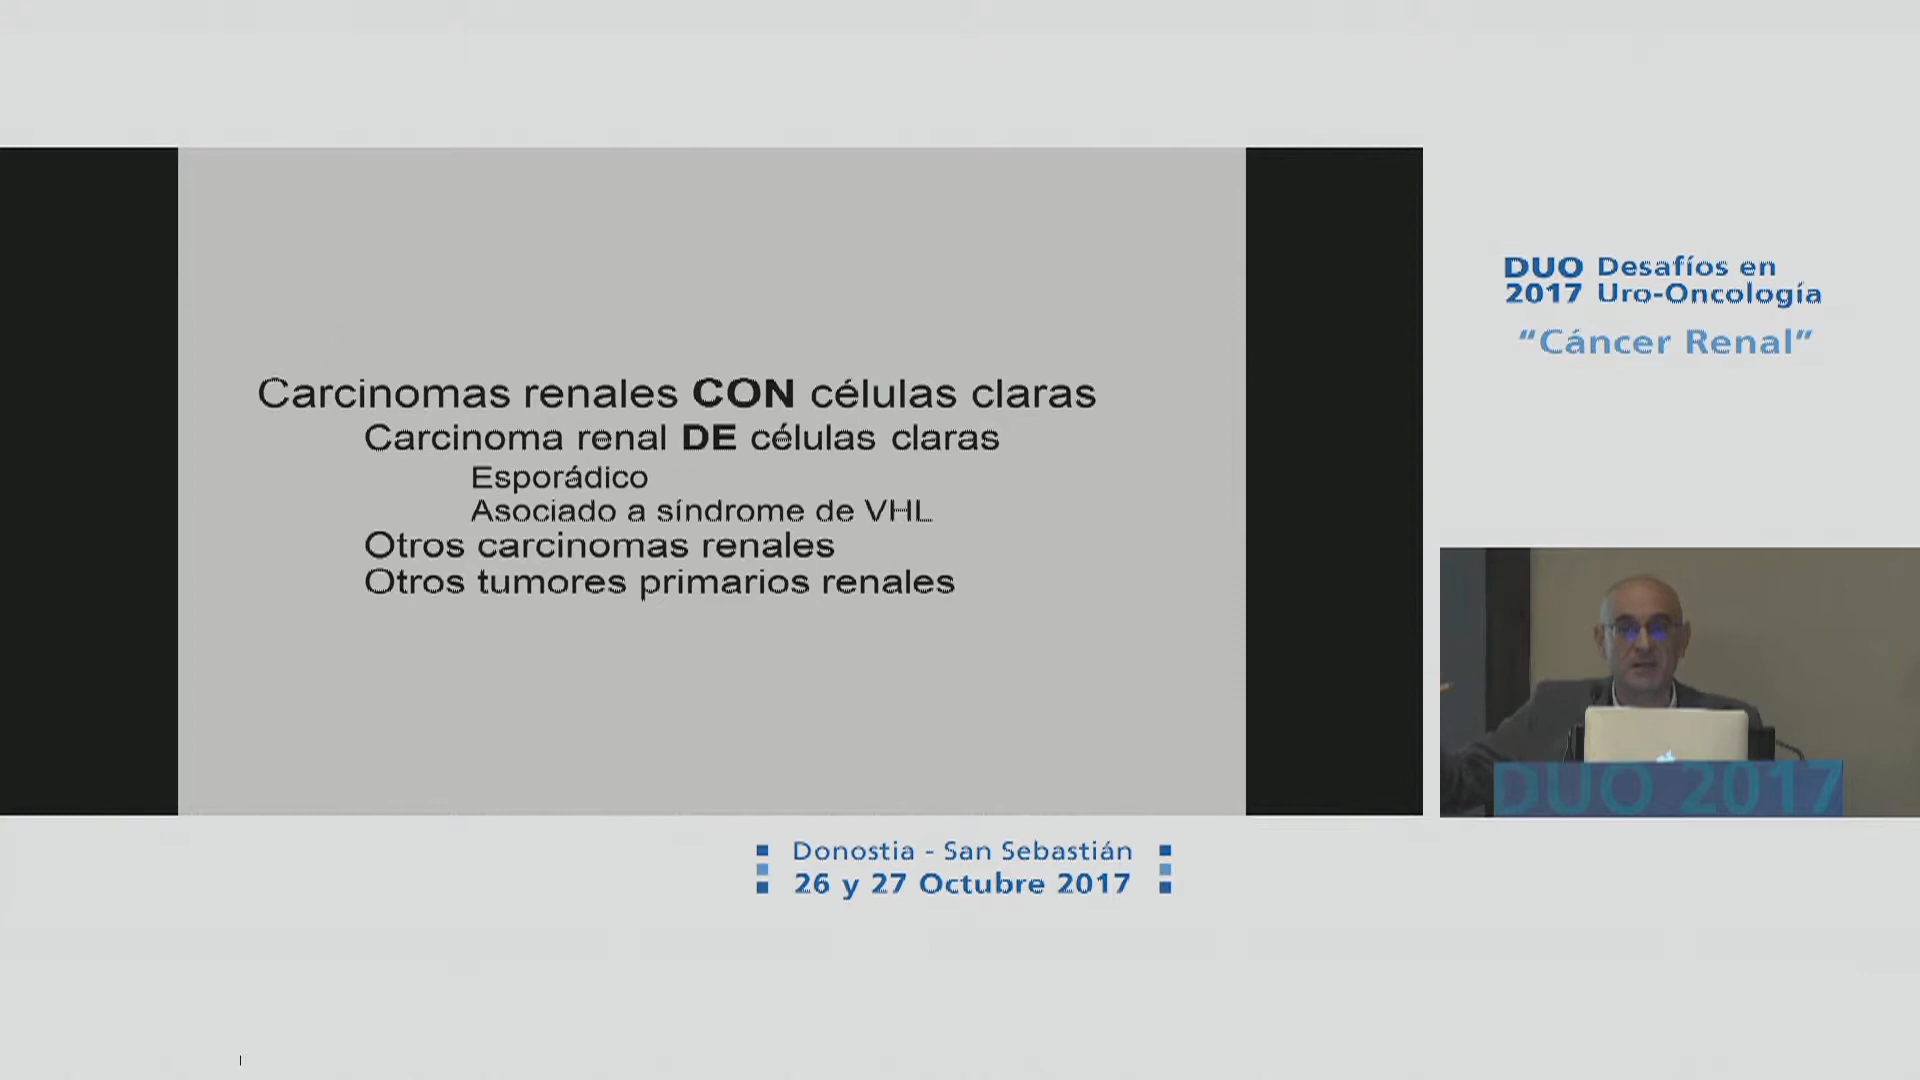 Carcinomas renales CON células claras
Carcinoma renal DE células claras
Esporádico
Asociado a síndrome de VHL
Otros carcinomas renales
Otros tumores primarios renales
DUO Desafíos en
2017 Uro-Oncología
“Cáncer Renal”
DUO 2017
Donostia - San Sebastián
26 y 27 Octubre 2017